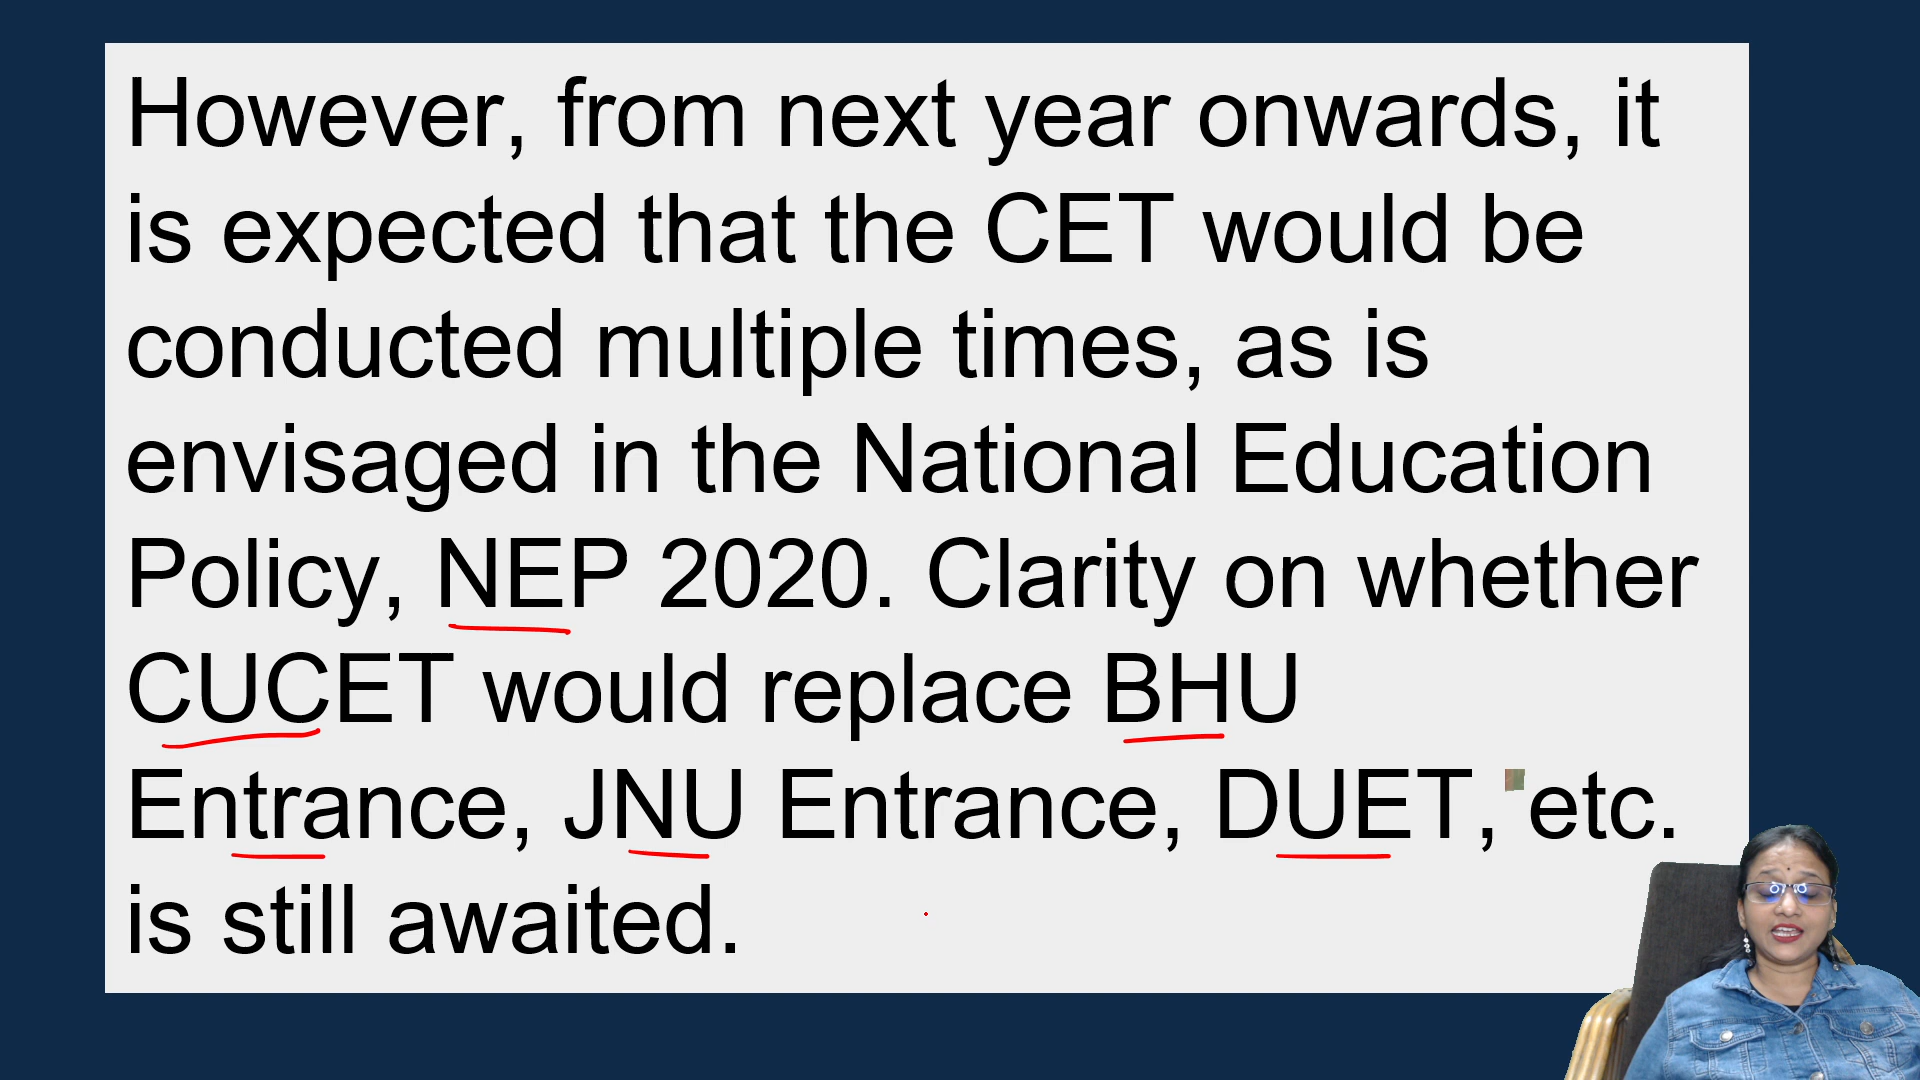 However, from next year onwards, it
is expected that the CET would be
conducted multiple times, as is
envisaged in the National Education
Policy, NEP 2020. Clarity on whether
CUCET would replace BHU
Entrance, JNU Entrance, DUET, etc.
is still awaited.